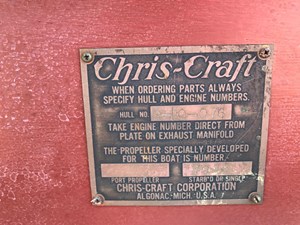 Chris-Craft
WHEN ORDERING PARTS ALWAYS
SPECIFY HULL AND ENGINE NUMBERS.
HULL NO.
TAKE ENGINE NUMBER DIRECT FROM
PLATE ON EXHAUST MANIFOLD
THE PROPELLER SPECIALLY DEVELOPED
FOR THIS BOAT IS NUMBER
PORT PROPELLER STARB'D OR SINGLE
CHRIS-CRAFT CORPORATION
ALGONAC-MICH. U.S.A.